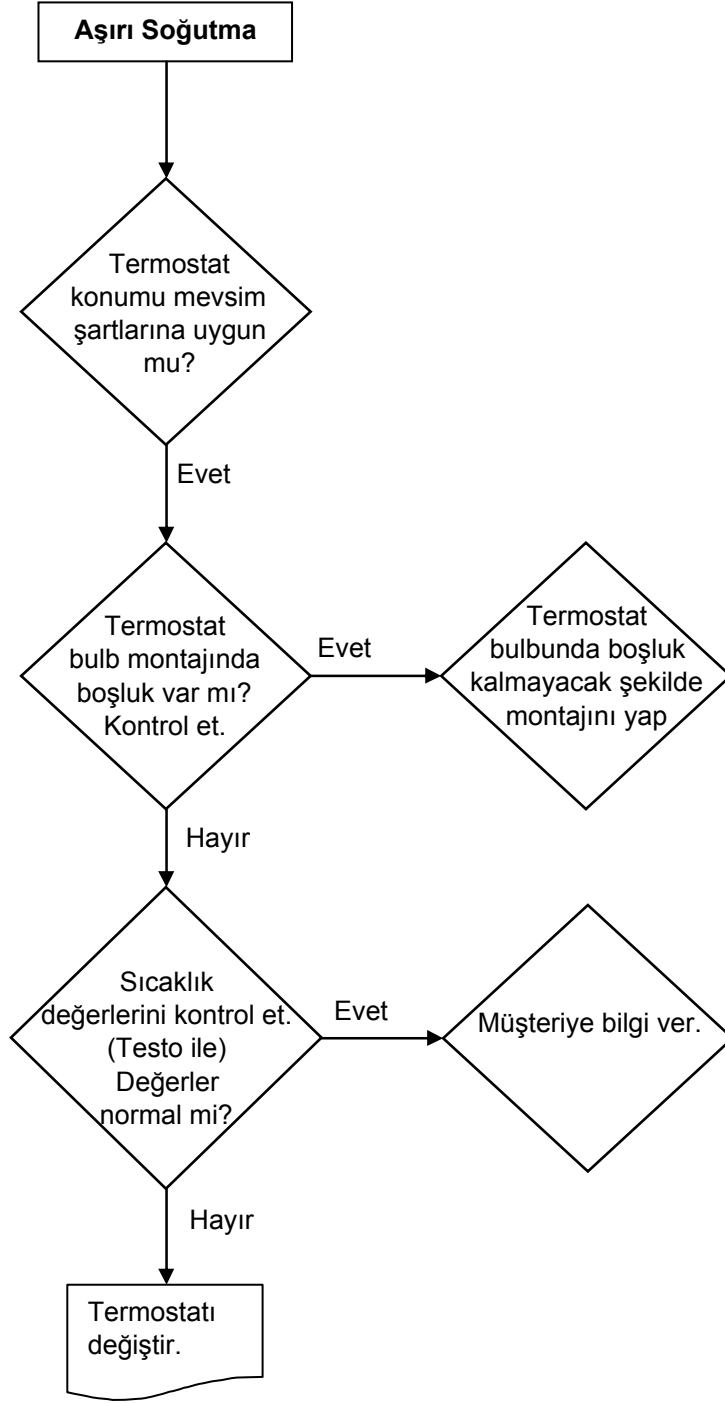 Aşırı Soğutma
Termostat
konumu mevsim
şartlarına uygun
mu?
Evet
Termostat
bulb montajında
boşluk var mı?
Kontrol et.
Evet
Termostat
bulbunda boşluk
kalmayacak şekilde
montajını yap
Hayır
Sıcaklık
değerlerini kontrol et.
(Testo ile)
Değerler
normal mi?
Evet
Müşteriye bilgi ver.
Hayır
Termostatı
değiştir.